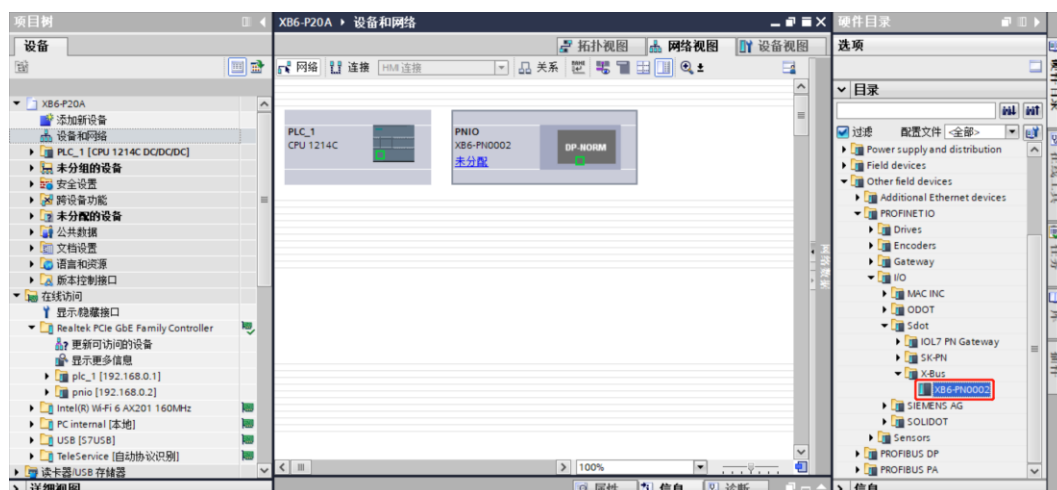 项目树
XB6-P20A ▸ 设备和网络
硬件目录
设备
拓扑视图
网络视图
设备视图
选项
网络
连接
HMI 连接
关系
XB6-P20A
添加新设备
设备和网络
PLC_1 [CPU 1214C DC/DC/DC]
未分组的设备
安全设置
跨设备功能
未分配的设备
公共数据
文档设置
语言和资源
版本控制接口
在线访问
显示/隐藏接口
Realtek PCIe GbE Family Controller
更新可访问的设备
显示更多信息
plc_1 [192.168.0.1]
pnio [192.168.0.2]
Intel(R) Wi-Fi 6 AX201 160MHz
PC internal [本地]
USB [S7USB]
TeleService [自动协议识别]
读卡器/USB 存储器
详细视图
PLC_1
CPU 1214C
PNIO
XB6-PN0002
未分配
DP-NORM
网络数据
100%
属性
信息
诊断
目录
过滤
配置文件
<全部>
Power supply and distribution
Field devices
Other field devices
Additional Ethernet devices
PROFINET IO
Drives
Encoders
Gateway
I/O
MAC INC
ODOT
Sdot
IOL7 PN Gateway
SK-PN
X-Bus
XB6-PN0002
SIEMENS AG
SOLIDOT
Sensors
PROFIBUS DP
PROFIBUS PA
信息